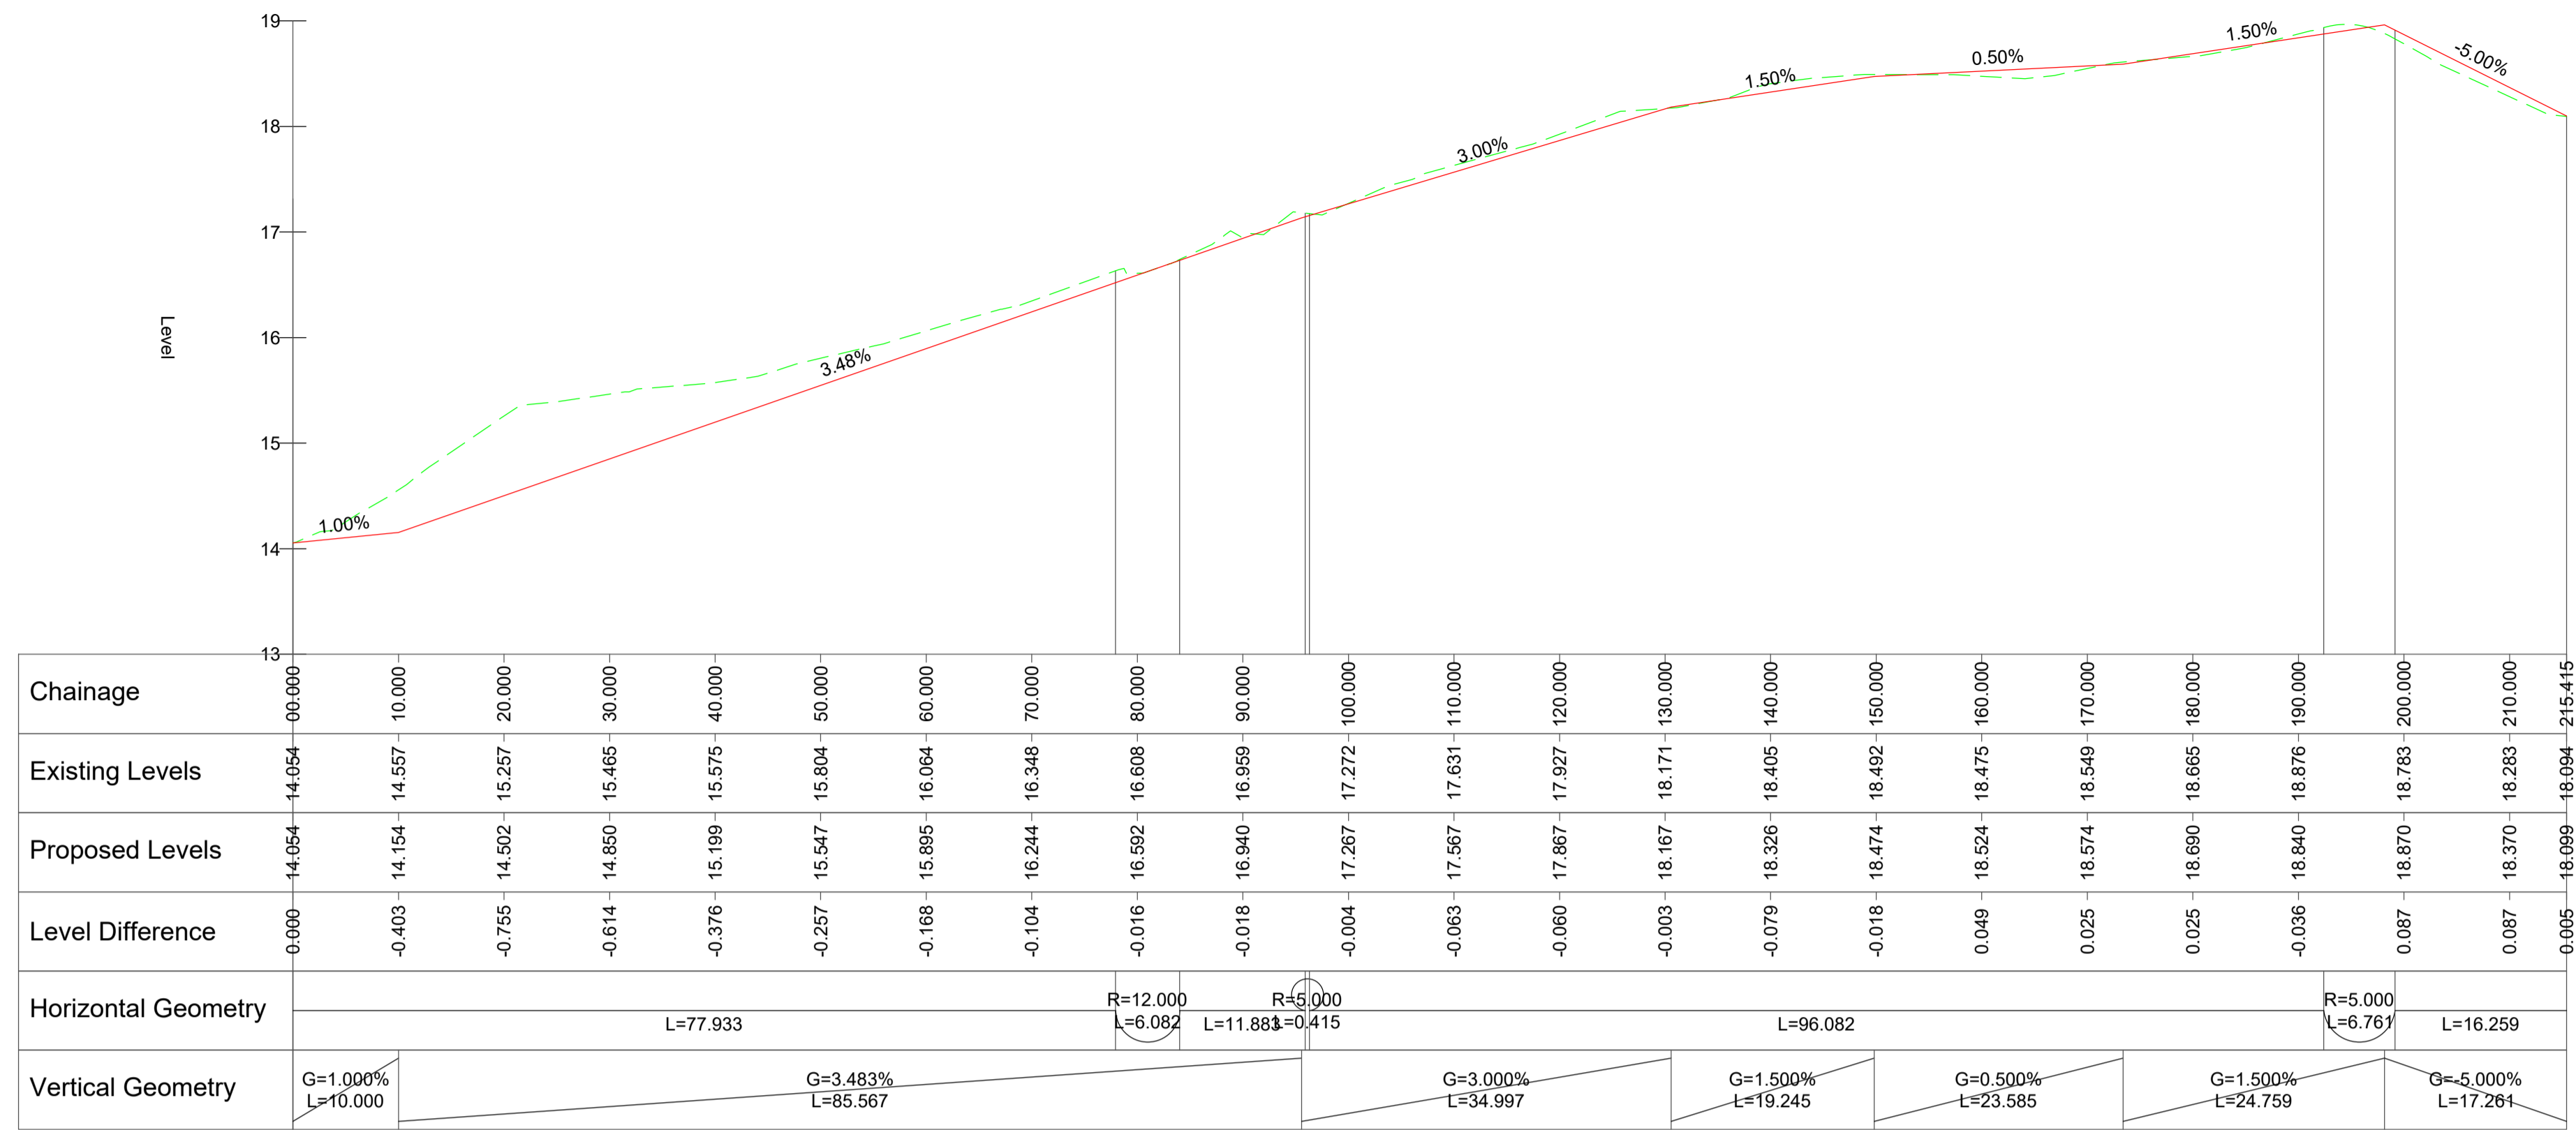 19
18
17
16
15
14
13
Level
1.00%
3.48%
3.00%
1.50%
0.50%
1.50%
-5.00%
Chainage
00.000 10.000 20.000 30.000 40.000 50.000 60.000 70.000 80.000 90.000 100.000 110.000 120.000 130.000 140.000 150.000 160.000 170.000 180.000 190.000 200.000 210.000 215.415
Existing Levels
14.054 14.557 15.257 15.465 15.575 15.804 16.064 16.348 16.608 16.959 17.272 17.631 17.927 18.171 18.405 18.492 18.475 18.549 18.665 18.876 18.783 18.283 18.094
Proposed Levels
14.054 14.154 14.502 14.850 15.199 15.547 15.895 16.244 16.592 16.940 17.267 17.567 17.867 18.167 18.326 18.474 18.524 18.574 18.690 18.840 18.870 18.370 18.099
Level Difference
0.000 -0.403 -0.755 -0.614 -0.376 -0.257 -0.168 -0.104 -0.016 -0.018 -0.004 -0.063 -0.060 -0.003 -0.079 -0.018 0.049 0.025 0.025 -0.036 0.087 0.087 0.005
Horizontal Geometry
L=77.933
R=12.000
L=6.082
L=11.883
R=5.000
L=0.415
L=96.082
R=5.000
L=6.761
L=16.259
Vertical Geometry
G=1.000%
L=10.000
G=3.483%
L=85.567
G=3.000%
L=34.997
G=1.500%
L=19.245
G=0.500%
L=23.585
G=1.500%
L=24.759
G=-5.000%
L=17.261